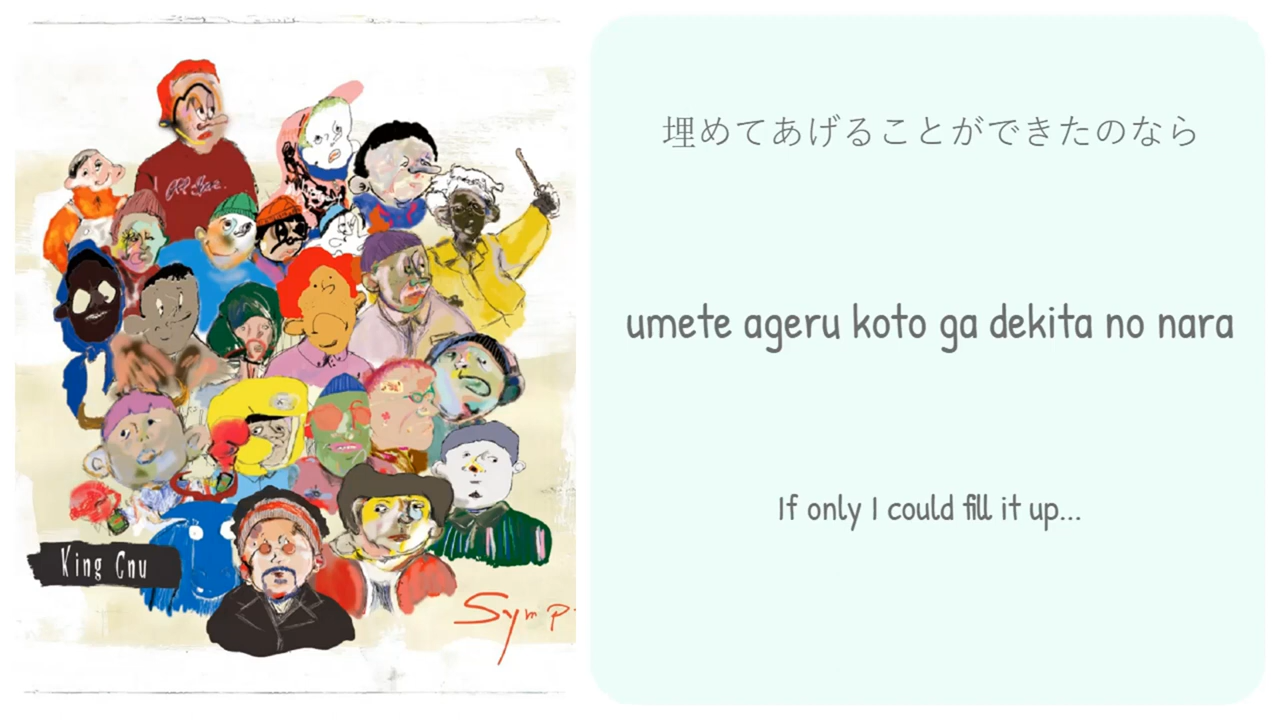 King Gnu
Symp
埋めてあげることができたのなら
umete ageru koto ga dekita no nara
If only I could fill it up...